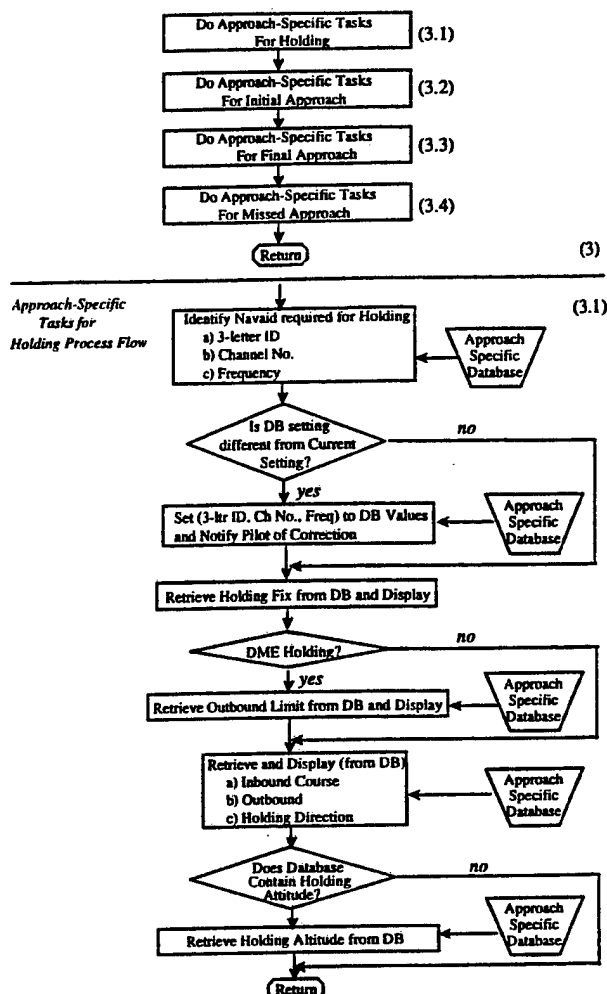 Do Approach-Specific Tasks
For Holding
(3.1)
Do Approach-Specific Tasks
For Initial Approach
(3.2)
Do Approach-Specific Tasks
For Final Approach
(3.3)
Do Approach-Specific Tasks
For Missed Approach
(3.4)
Return
(3)
Approach-Specific
Tasks for
Holding Process Flow
(3.1)
Identify Navaid required for Holding
a) 3-letter ID
b) Channel No.
c) Frequency
Approach
Specific
Database
Is DB setting
different from Current
Setting?
no
yes
Set (3-ltr ID, Ch No., Freq) to DB Values
and Notify Pilot of Correction
Approach
Specific
Database
Retrieve Holding Fix from DB and Display
DME Holding?
no
yes
Retrieve Outbound Limit from DB and Display
Approach
Specific
Database
Retrieve and Display (from DB)
a) Inbound Course
b) Outbound
c) Holding Direction
Approach
Specific
Database
Does Database
Contain Holding
Attitude?
no
Retrieve Holding Altitude from DB
Approach
Specific
Database
Return